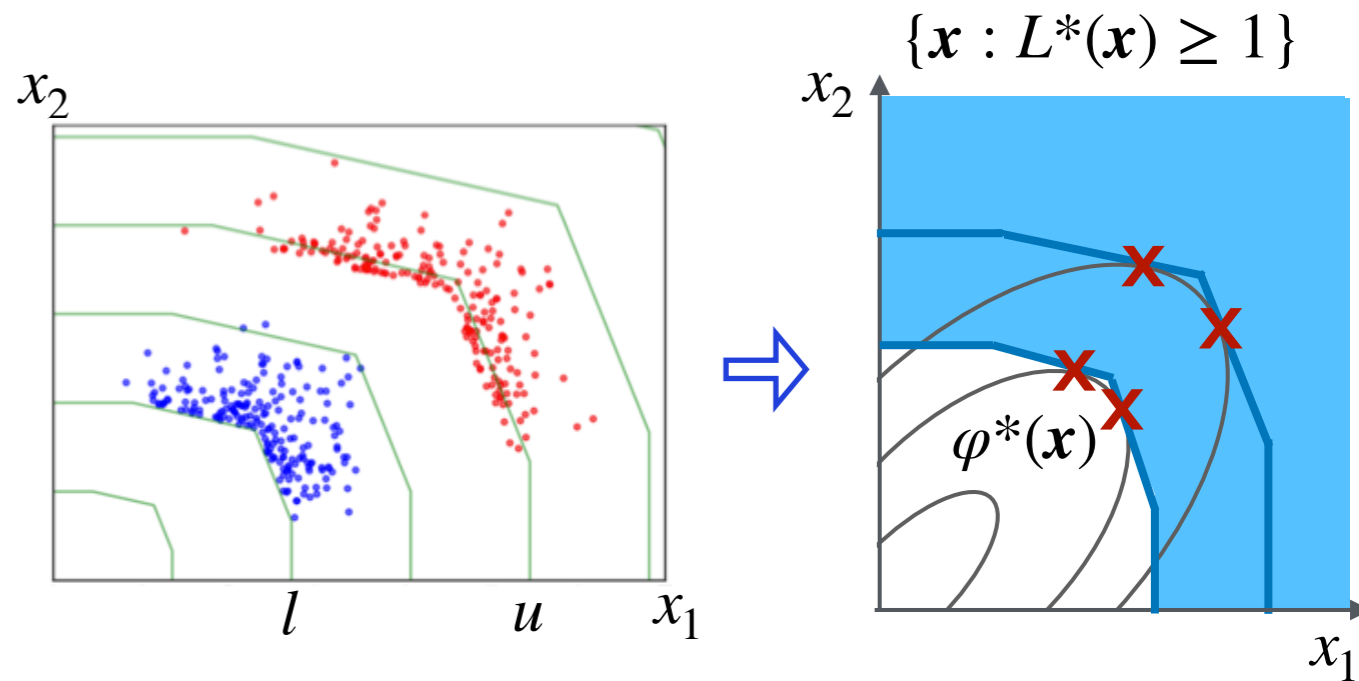 x₂
l
u
x₁
{x : L*(x) ≥ 1}
x₂
X
X
X
X
φ*(x)
x₁